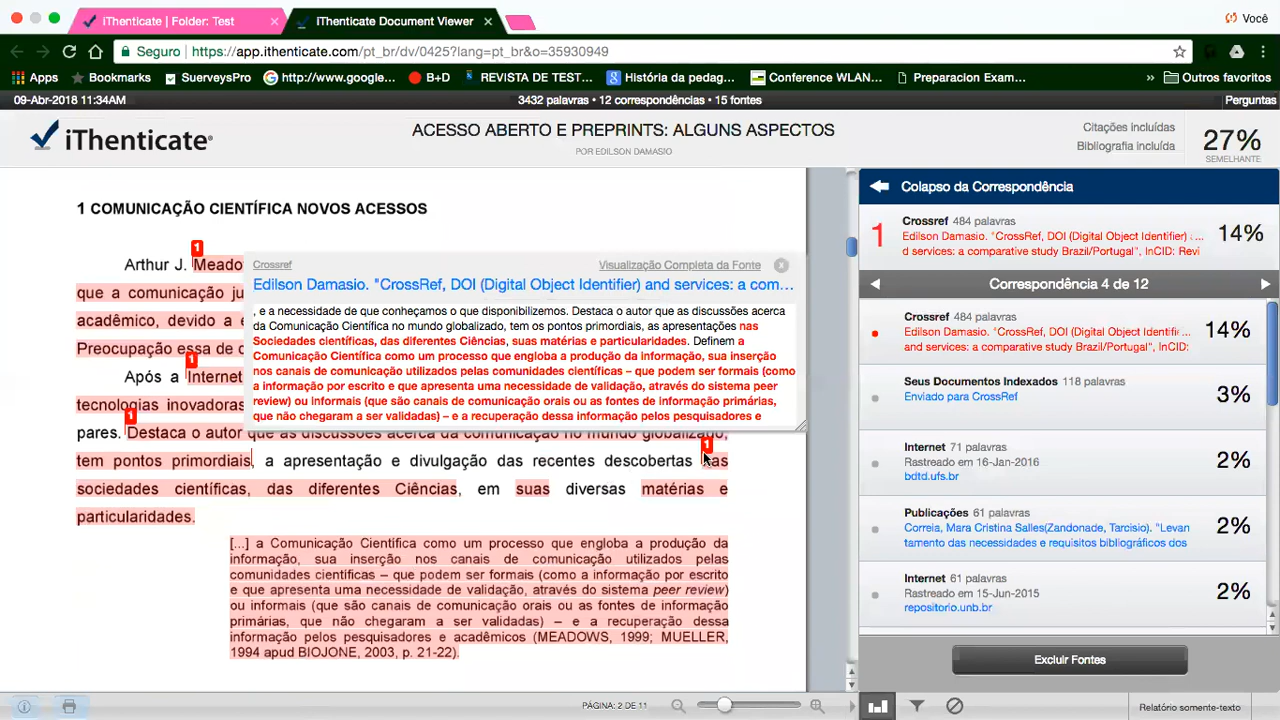 iThenticate | Folder: Test
iThenticate Document Viewer
Você
Seguro
https://app.ithenticate.com/pt_br/dv/0425?lang=pt_br&o=35930949
Apps
Bookmarks
SuerveysPro
http://www.google...
B+D
REVISTA DE TEST...
História da pedag...
Conference WLAN...
Preparacion Exam...
»
Outros favoritos
09-Abr-2018 11:34AM
3432 palavras • 12 correspondências • 15 fontes
Perguntas
iThenticate®
ACESSO ABERTO E PREPRINTS: ALGUNS ASPECTOS
POR EDILSON DAMASIO
Citações incluídas
Bibliografia incluída
27%
SEMELHANTE
1 COMUNICAÇÃO CIENTÍFICA NOVOS ACESSOS
1
Arthur J. Meado
que a comunicação ju
acadêmico, devido a e
Preocupação essa de c
1
Após a Internet
tecnologias inovadoras
1
pares. Destaca o autor que as discussões acerca da comunicação no mundo globalizado,
1
tem pontos primordiais, a apresentação e divulgação das recentes descobertas nas
sociedades científicas, das diferentes Ciências, em suas diversas matérias e
particularidades.
[...] a Comunicação Científica como um processo que engloba a produção da
informação, sua inserção nos canais de comunicação utilizados pelas
comunidades científicas – que podem ser formais (como a informação por escrito
e que apresenta uma necessidade de validação, através do sistema peer review)
ou informais (que são canais de comunicação orais ou as fontes de informação
primárias, que não chegaram a ser validadas) – e a recuperação dessa
informação pelos pesquisadores e acadêmicos (MEADOWS, 1999; MUELLER,
1994 apud BIOJONE, 2003, p. 21-22).
Crossref
Visualização Completa da Fonte
x
Edilson Damasio. "CrossRef, DOI (Digital Object Identifier) and services: a com...
, e a necessidade de que conheçamos o que disponibilizemos. Destaca o autor que as discussões acerca
da Comunicação Científica no mundo globalizado, tem os pontos primordiais, as apresentações nas
Sociedades científicas, das diferentes Ciências, suas matérias e particularidades. Definem a
Comunicação Científica como um processo que engloba a produção da informação, sua inserção
nos canais de comunicação utilizados pelas comunidades científicas – que podem ser formais (como
a informação por escrito e que apresenta uma necessidade de validação, através do sistema peer
review) ou Informais (que são canais de comunicação orais ou as fontes de Informação primárias,
que não chegaram a ser validadas) – e a recuperação dessa informação pelos pesquisadores e
Colapso da Correspondência
1
Crossref 484 palavras
Edilson Damasio. "CrossRef, DOI (Digital Object Identifier) ...
d services: a comparative study Brazil/Portugal", InCID: Revi
14%
Correspondência 4 de 12
Crossref 484 palavras
Edilson Damasio. "CrossRef, DOI (Digital Object Identifi...
and services: a comparative study Brazil/Portugal", InCID:
14%
Seus Documentos Indexados 118 palavras
Enviado para CrossRef
3%
Internet 71 palavras
Rastreado em 16-Jan-2016
bdtd.ufs.br
2%
Publicações 61 palavras
Correia, Mara Cristina Salles(Zandonade, Tarcisio). "Levan
tamento das necessidades e requisitos bibliográficos dos
2%
Internet 61 palavras
Rastreado em 15-Jun-2015
repositorio.unb.br
2%
Excluir Fontes
PÁGINA: 2 DE 11
Relatório somente-texto